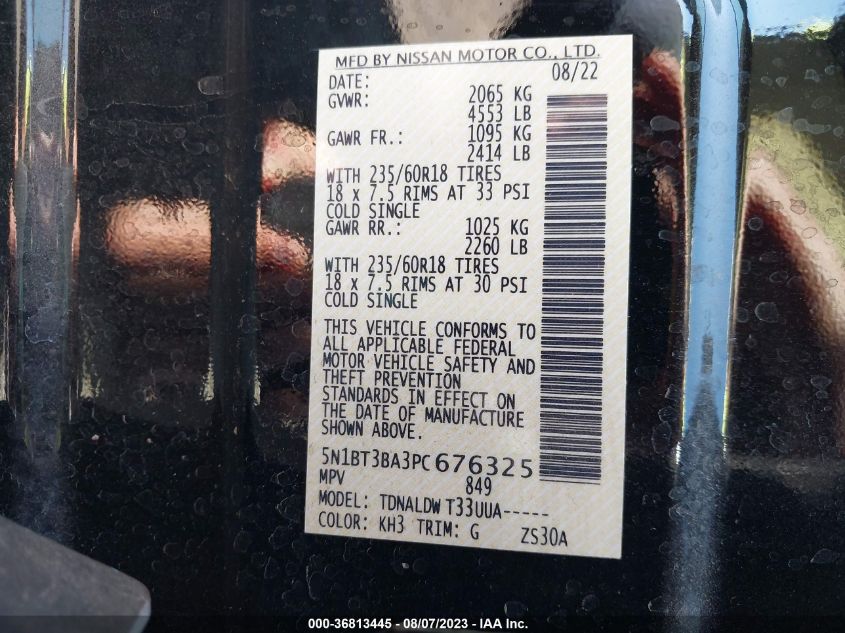 MFD BY NISSAN MOTOR CO., LTD.
DATE: 08/22
GVWR: 2065 KG
4553 LB
GAWR FR.: 1095 KG
2414 LB
WITH 235/60R18 TIRES
18 x 7.5 RIMS AT 33 PSI
COLD SINGLE
GAWR RR.: 1025 KG
2260 LB
WITH 235/60R18 TIRES
18 x 7.5 RIMS AT 30 PSI
COLD SINGLE
THIS VEHICLE CONFORMS TO
ALL APPLICABLE FEDERAL
MOTOR VEHICLE SAFETY AND
THEFT PREVENTION
STANDARDS IN EFFECT ON
THE DATE OF MANUFACTURE
SHOWN ABOVE.
5N1BT3BA3PC676325
MPV 849
MODEL: TDNALDW T33UUA-----
COLOR: KH3 TRIM: G ZS30A
000-36813445 - 08/07/2023 - IAA Inc.